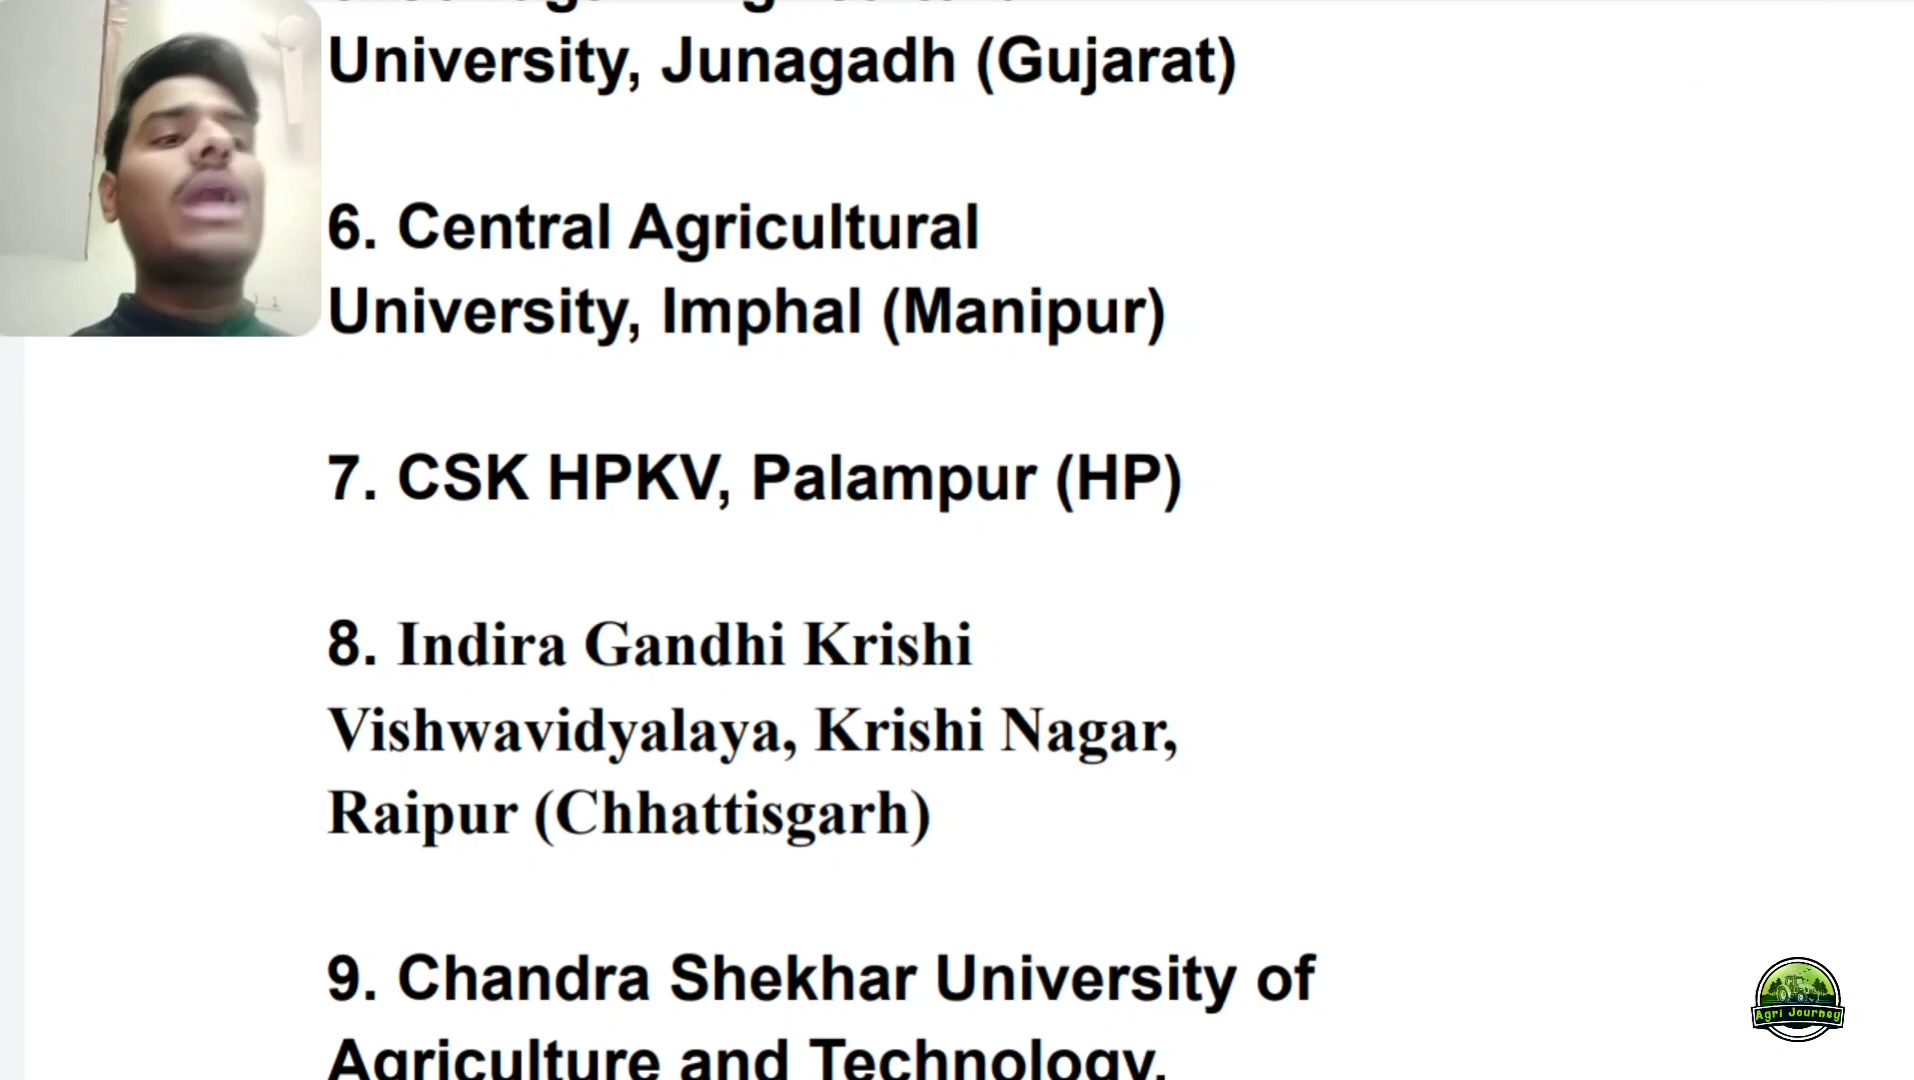 University, Junagadh (Gujarat)
6. Central Agricultural
University, Imphal (Manipur)
7. CSK HPKV, Palampur (HP)
8. Indira Gandhi Krishi
Vishwavidyalaya, Krishi Nagar,
Raipur (Chhattisgarh)
9. Chandra Shekhar University of
Agriculture and Technology,
Agri Journey